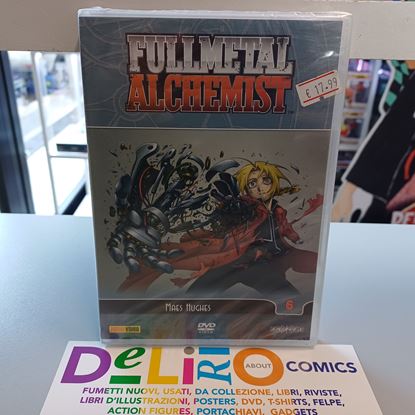 FULLMETAL
ALCHEMIST
€ 17.99
MAES HUGHES
6
DVD
VIDEO
DeLiRiO
ABOUT
COMICS
FUMETTI NUOVI, USATI, DA COLLEZIONE, LIBRI, RIVISTE,
LIBRI D'ILLUSTRAZIONI, POSTERS, DVD, T-SHIRTS, FELPE,
ACTION FIGURES, PORTACHIAVI, GADGETS